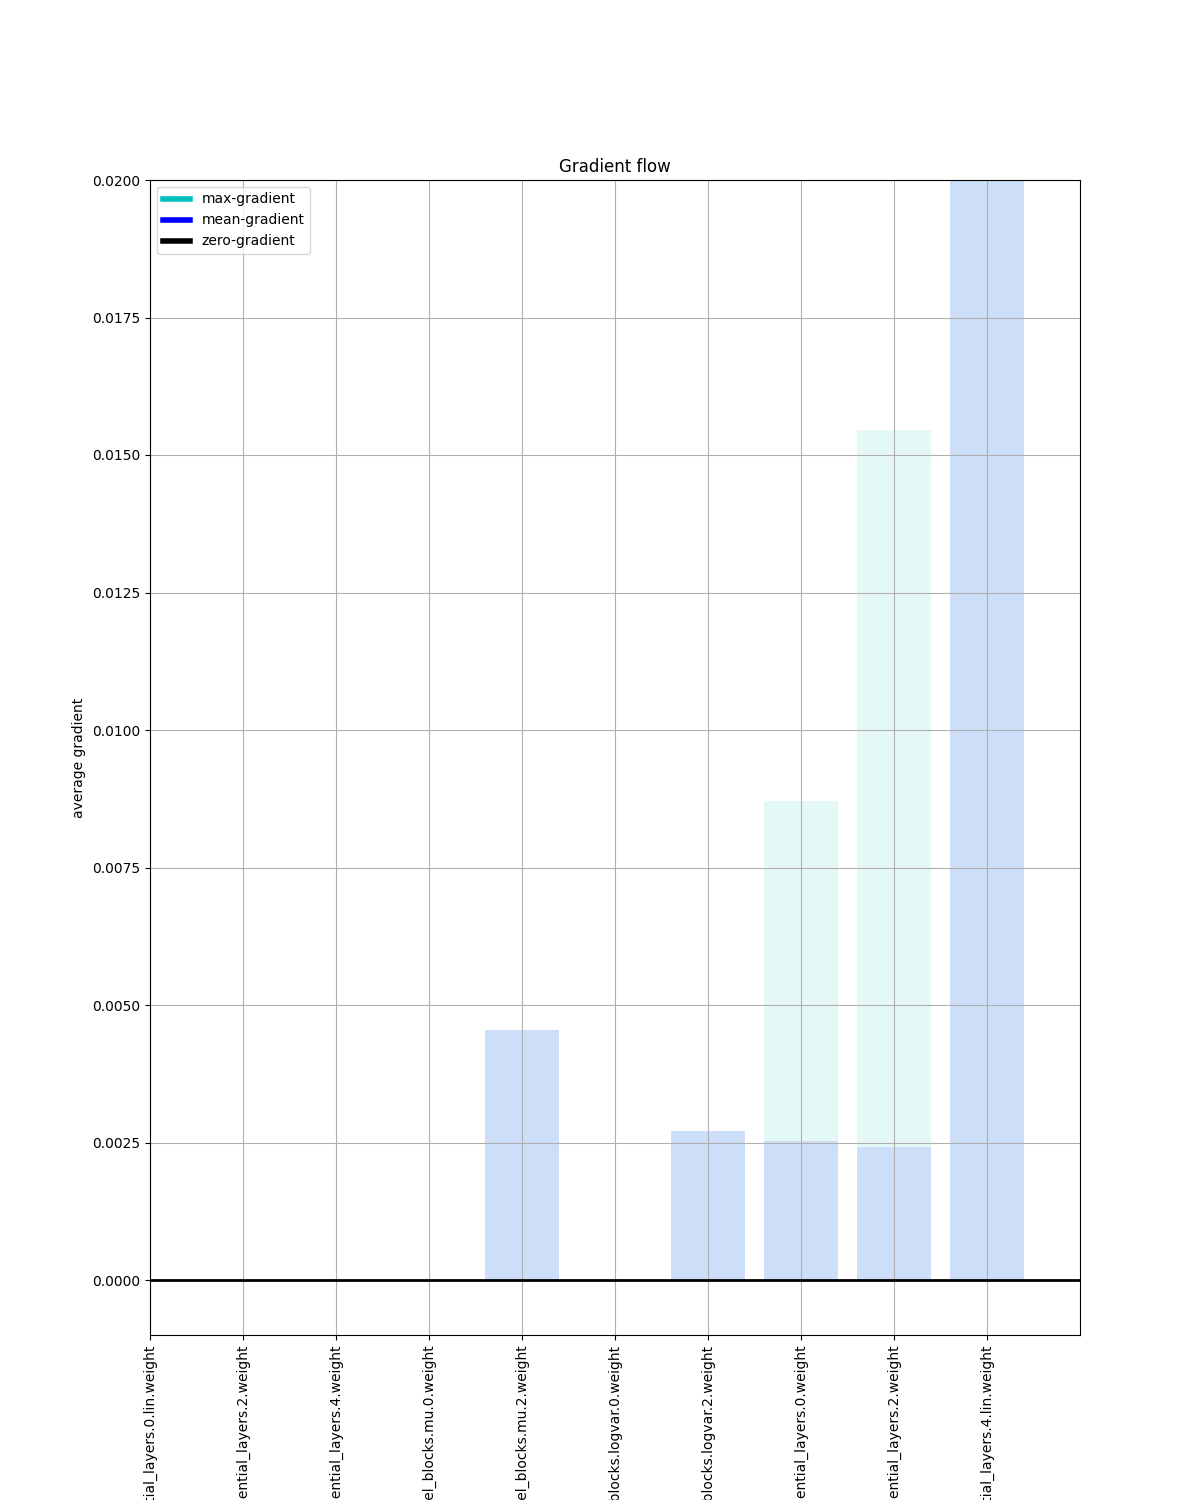 Gradient flow
max-gradient
mean-gradient
zero-gradient
0.0200
0.0175
0.0150
0.0125
0.0100
0.0075
0.0050
0.0025
0.0000
average gradient
tial_layers.0.lin.weight
ential_layers.2.weight
ential_layers.4.weight
el_blocks.mu.0.weight
el_blocks.mu.2.weight
blocks.logvar.0.weight
blocks.logvar.2.weight
ential_layers.0.weight
ential_layers.2.weight
tial_layers.4.lin.weight